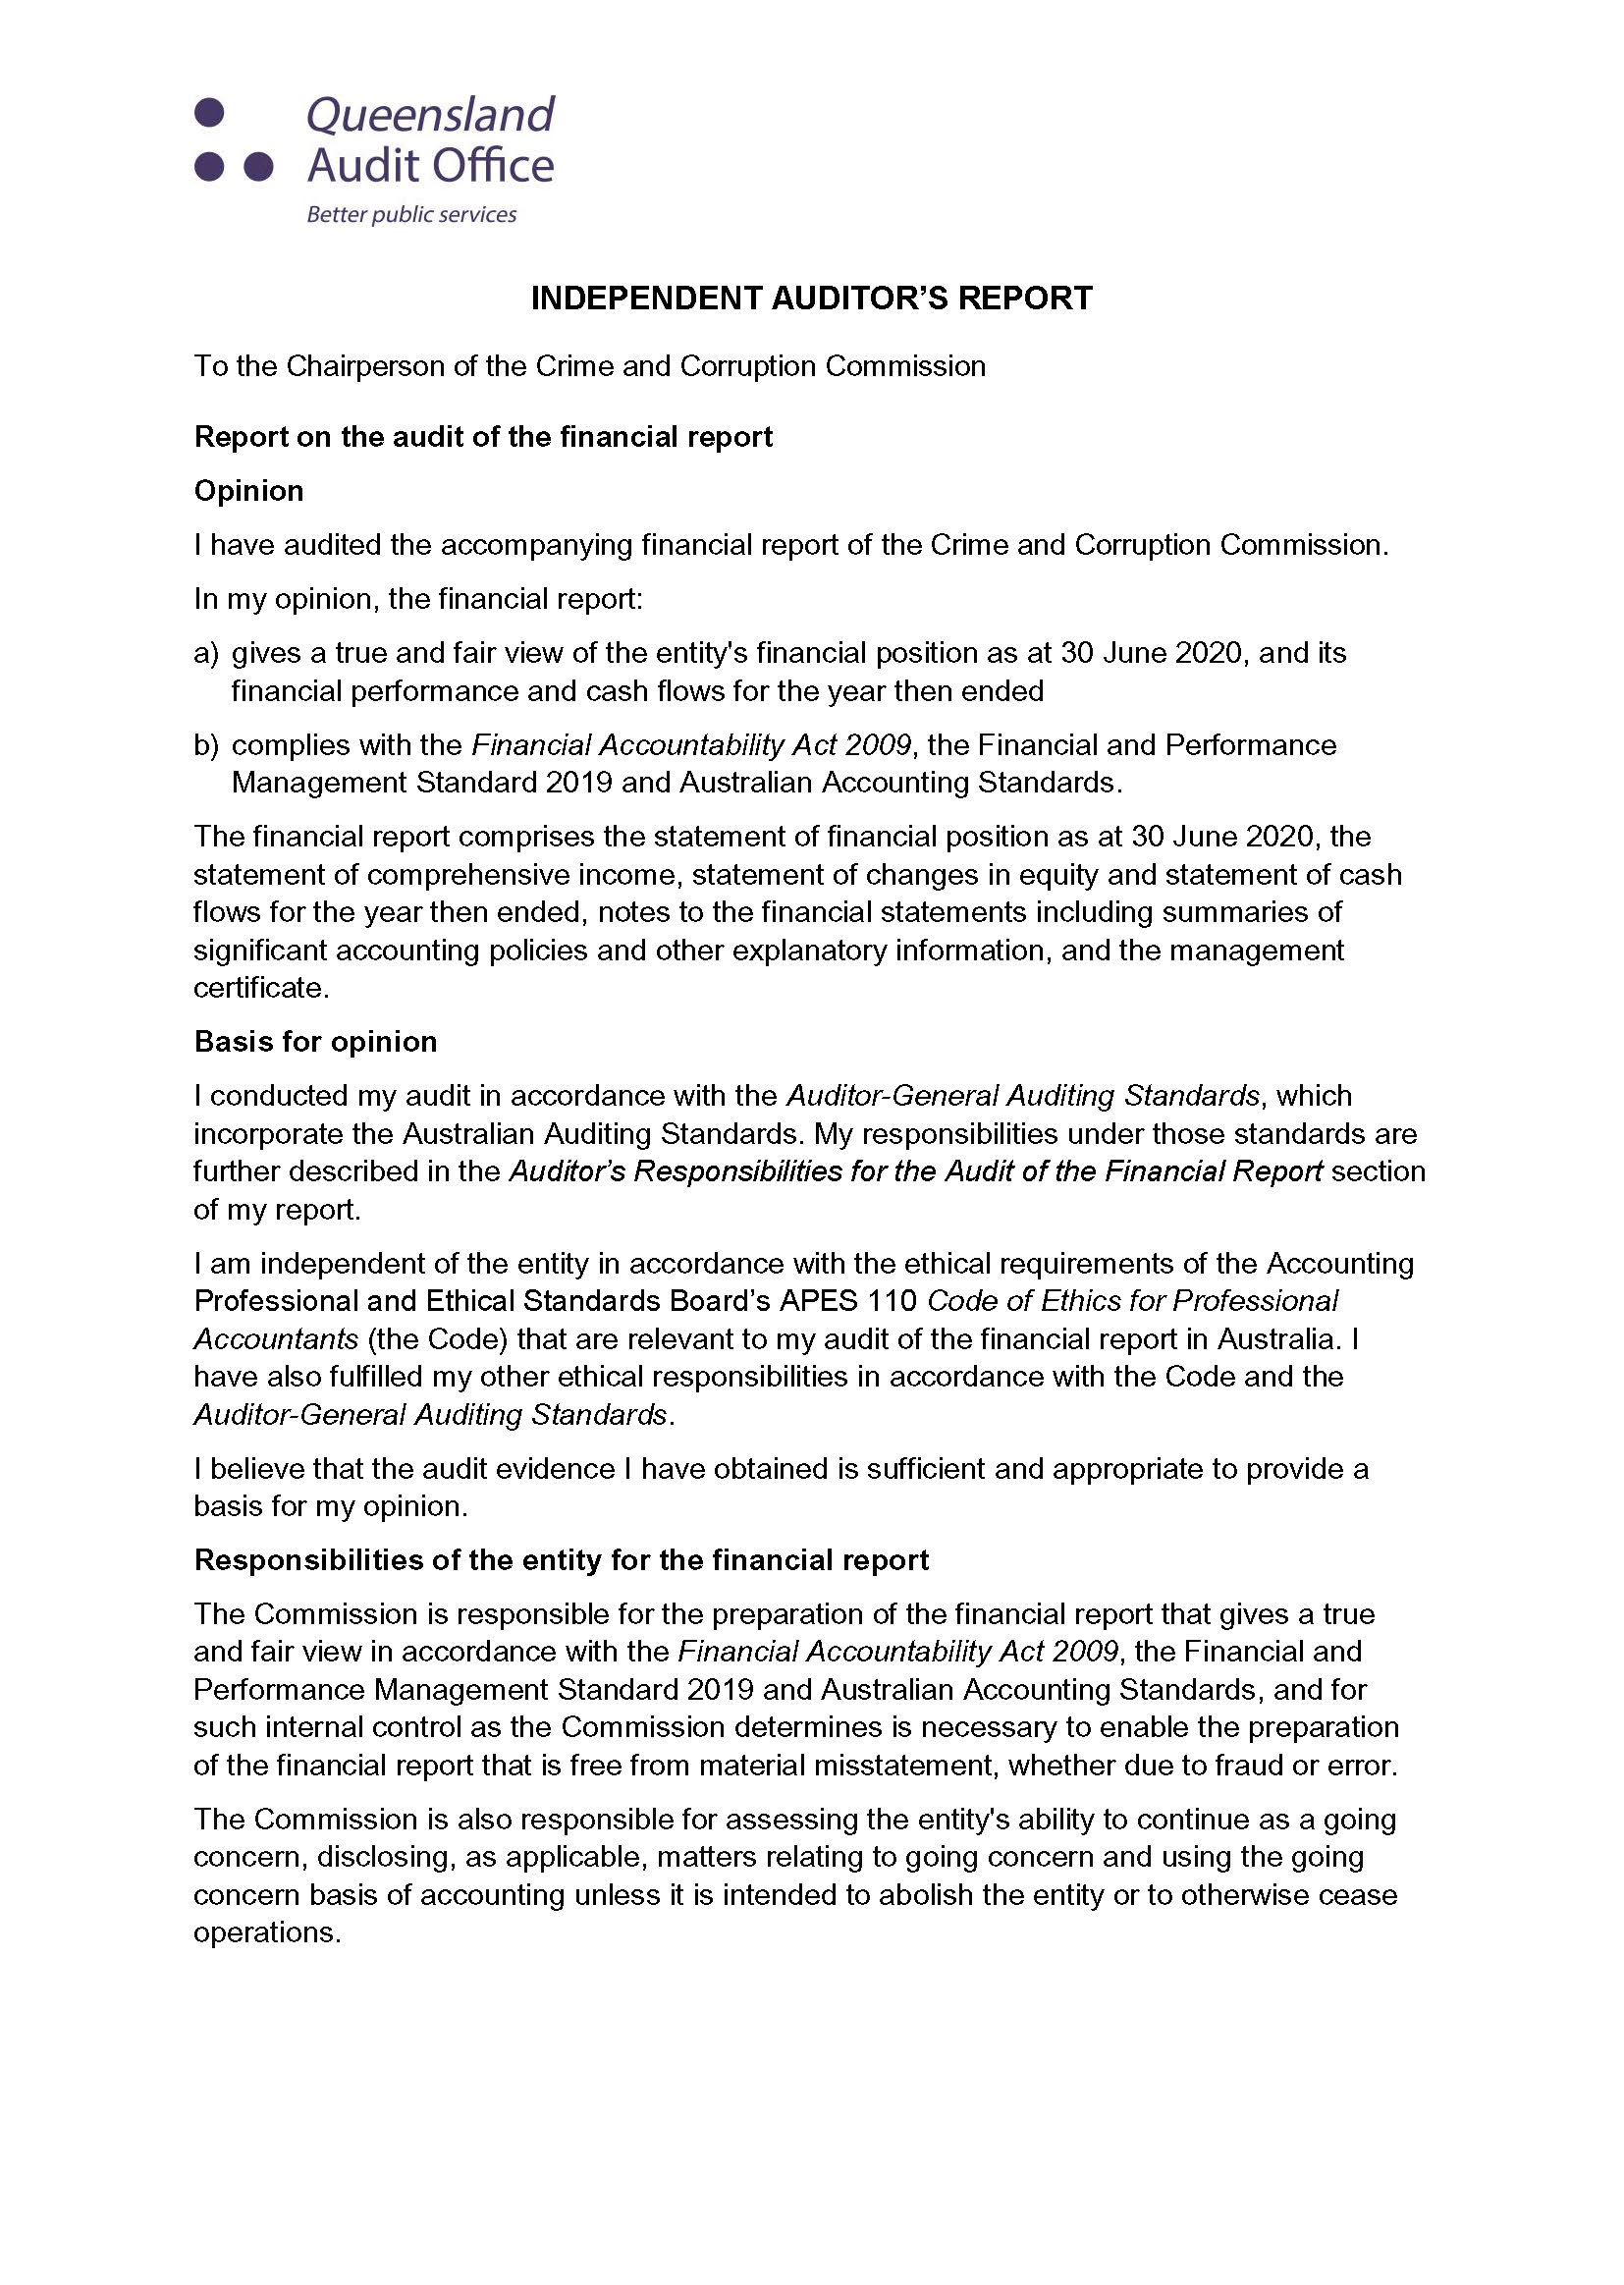 Queensland
Audit Office
Better public services
INDEPENDENT AUDITOR’S REPORT
To the Chairperson of the Crime and Corruption Commission
Report on the audit of the financial report
Opinion
I have audited the accompanying financial report of the Crime and Corruption Commission.
In my opinion, the financial report:
a) gives a true and fair view of the entity's financial position as at 30 June 2020, and its
financial performance and cash flows for the year then ended
b) complies with the Financial Accountability Act 2009, the Financial and Performance
Management Standard 2019 and Australian Accounting Standards.
The financial report comprises the statement of financial position as at 30 June 2020, the
statement of comprehensive income, statement of changes in equity and statement of cash
flows for the year then ended, notes to the financial statements including summaries of
significant accounting policies and other explanatory information, and the management
certificate.
Basis for opinion
I conducted my audit in accordance with the Auditor-General Auditing Standards, which
incorporate the Australian Auditing Standards. My responsibilities under those standards are
further described in the Auditor’s Responsibilities for the Audit of the Financial Report section
of my report.
I am independent of the entity in accordance with the ethical requirements of the Accounting
Professional and Ethical Standards Board’s APES 110 Code of Ethics for Professional
Accountants (the Code) that are relevant to my audit of the financial report in Australia. I
have also fulfilled my other ethical responsibilities in accordance with the Code and the
Auditor-General Auditing Standards.
I believe that the audit evidence I have obtained is sufficient and appropriate to provide a
basis for my opinion.
Responsibilities of the entity for the financial report
The Commission is responsible for the preparation of the financial report that gives a true
and fair view in accordance with the Financial Accountability Act 2009, the Financial and
Performance Management Standard 2019 and Australian Accounting Standards, and for
such internal control as the Commission determines is necessary to enable the preparation
of the financial report that is free from material misstatement, whether due to fraud or error.
The Commission is also responsible for assessing the entity's ability to continue as a going
concern, disclosing, as applicable, matters relating to going concern and using the going
concern basis of accounting unless it is intended to abolish the entity or to otherwise cease
operations.